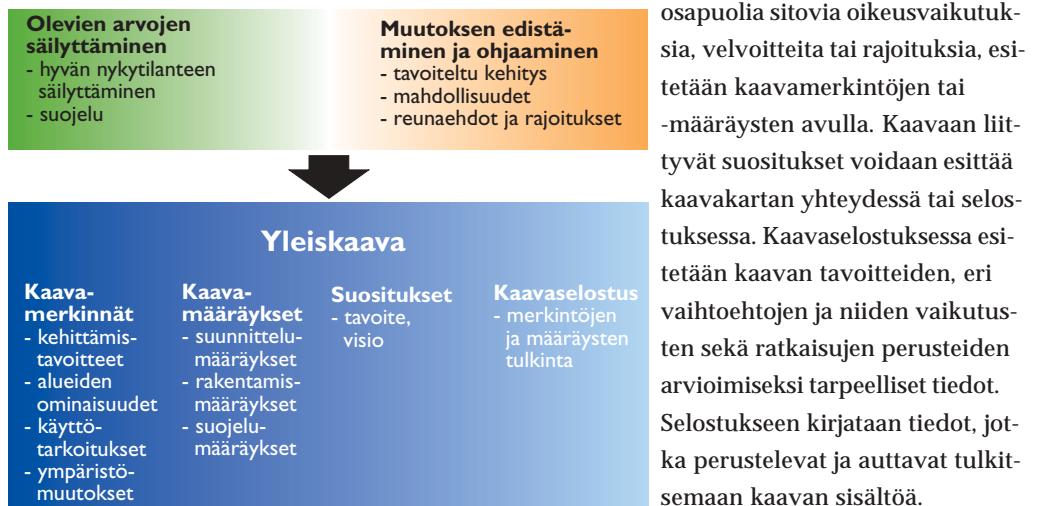 Olevien arvojen
säilyttäminen
- hyvän nykytilanteen
säilyttäminen
- suojelu
Muutoksen edistä-
minen ja ohjaaminen
- tavoiteltu kehitys
- mahdollisuudet
- reunaehdot ja rajoitukset
Yleiskaava
Kaava-
merkinnät
- kehittämis-
tavoitteet
- alueiden
ominaisuudet
- käyttö-
tarkoitukset
- ympäristö-
muutokset
Kaava-
määräykset
- suunnittelu-
määräykset
- rakentamis-
määräykset
- suojelu-
määräykset
Suositukset
- tavoite,
visio
Kaavaselostus
- merkintöjen
ja määräysten
tulkinta
osapuolia sitovia oikeusvaikutuk-
sia, velvoitteita tai rajoituksia, esi-
tetään kaavamerkintöjen tai
-määräysten avulla. Kaavaan liit-
tyvät suositukset voidaan esittää
kaavakartan yhteydessä tai selos-
tuksessa. Kaavaselostuksessa esi-
tetään kaavan tavoitteiden, eri
vaihtoehtojen ja niiden vaikutus-
ten sekä ratkaisujen perusteiden
arvioimiseksi tarpeelliset tiedot.
Selostukseen kirjataan tiedot, jot-
ka perustelevat ja auttavat tulkit-
semaan kaavan sisältöä.